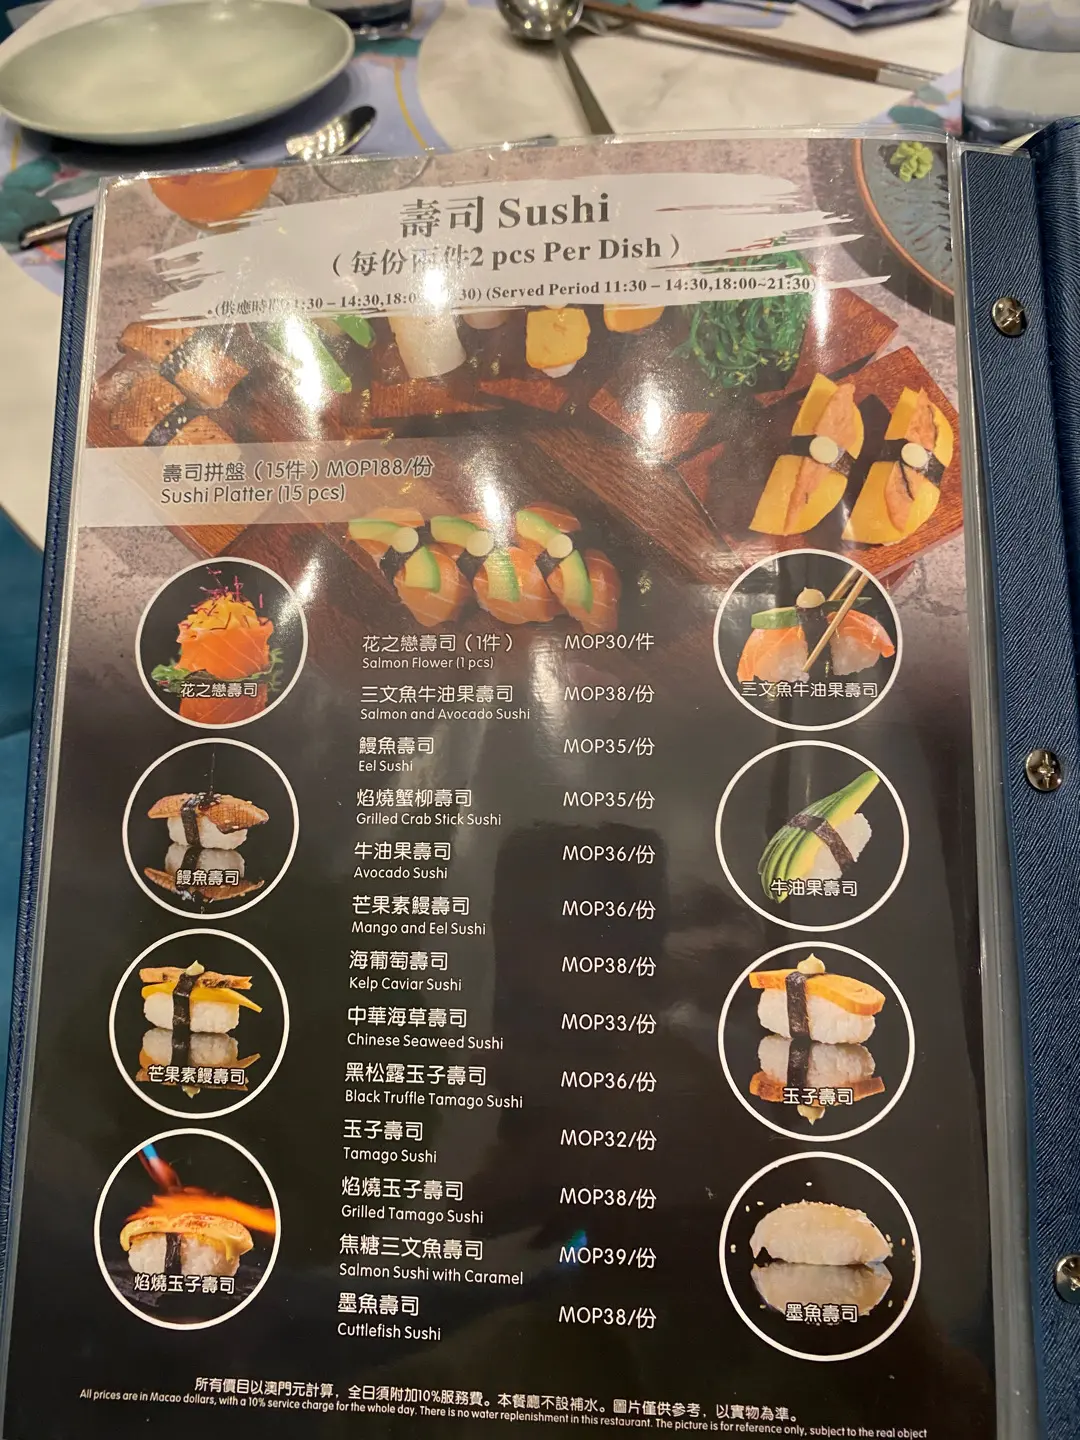 壽司 Sushi
（每份兩件2 pcs Per Dish）
14:30,18:0
30) (Served Period 11:30 – 14:30,18:00~21:30)
壽司拼盤（15件）MOP188/份
Sushi Platter (15 pcs)
花之戀壽司（1件） MOP30/件
Salmon Flower (1 pcs)
三文魚牛油果壽司 MOP38/份
Salmon and Avocado Sushi
鰻魚壽司 MOP35/份
Eel Sushi
焰燒蟹柳壽司 MOP35/份
Grilled Crab Stick Sushi
牛油果壽司 MOP36/份
Avocado Sushi
芒果素鰻壽司 MOP36/份
Mango and Eel Sushi
海葡萄壽司 MOP38/份
Kelp Caviar Sushi
中華海草壽司 MOP33/份
Chinese Seaweed Sushi
黑松露玉子壽司 MOP36/份
Black Truffle Tamago Sushi
玉子壽司 MOP32/份
Tamago Sushi
焰燒玉子壽司 MOP38/份
Grilled Tamago Sushi
焦糖三文魚壽司 MOP39/份
Salmon Sushi with Caramel
墨魚壽司 MOP38/份
Cuttlefish Sushi
花之戀壽司
三文魚牛油果壽司
鰻魚壽司
牛油果壽司
芒果素鰻壽司
玉子壽司
焰燒玉子壽司
墨魚壽司
所有價目以澳門元計算，全日須附加10%服務費。本餐廳不設補水。圖片僅供參考，以實物為準。
All prices are in Macao dollars, with a 10% service charge for the whole day. There is no water replenishment in this restaurant. The picture is for reference only, subject to the real object